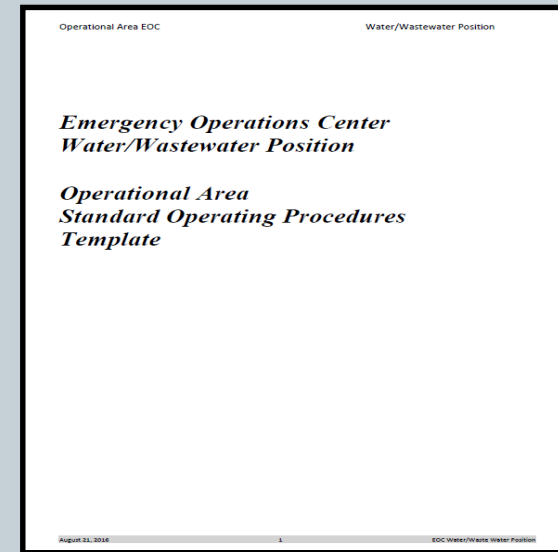 Operational Area EOC Water/Wastewater Position
Emergency Operations Center
Water/Wastewater Position
Operational Area
Standard Operating Procedures
Template
August 21, 2016 1 EOC Water/Waste Water Position